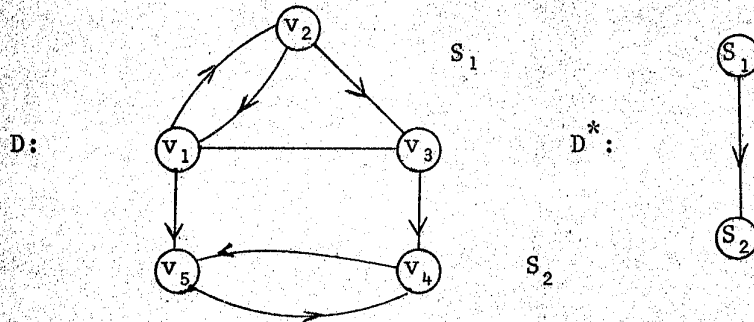 v₂
S₁
S₁
D:
v₁
v₃
D*:
v₅
v₄
S₂
S₂